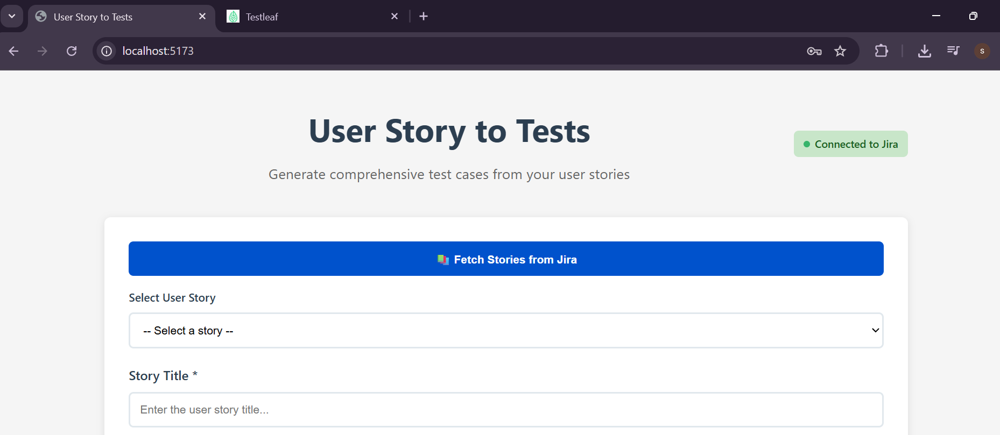 User Story to Tests
Testleaf
localhost:5173
S
User Story to Tests
Connected to Jira
Generate comprehensive test cases from your user stories
Fetch Stories from Jira
Select User Story
-- Select a story --
Story Title *
Enter the user story title...